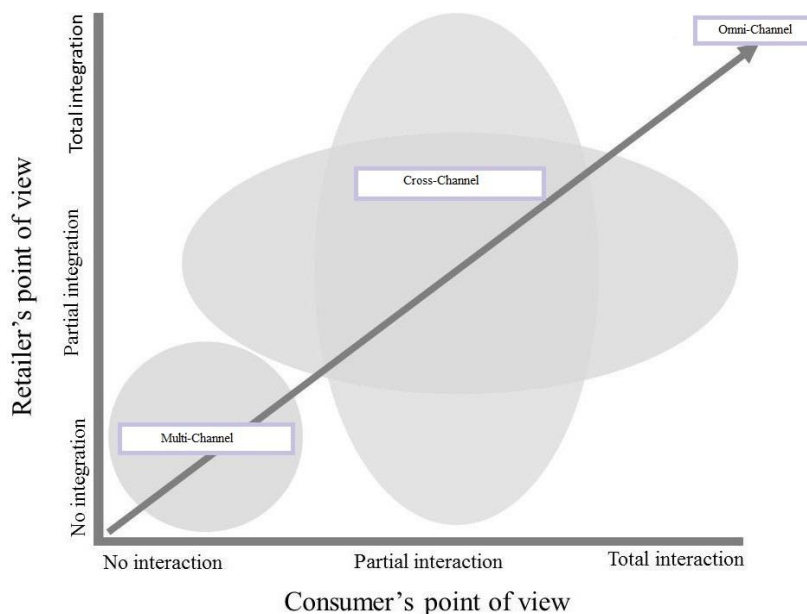 Omni-Channel
Total integration
Cross-Channel
Retailer’s point of view
Partial integration
Multi-Channel
No integration
No interaction
Partial interaction
Total interaction
Consumer’s point of view